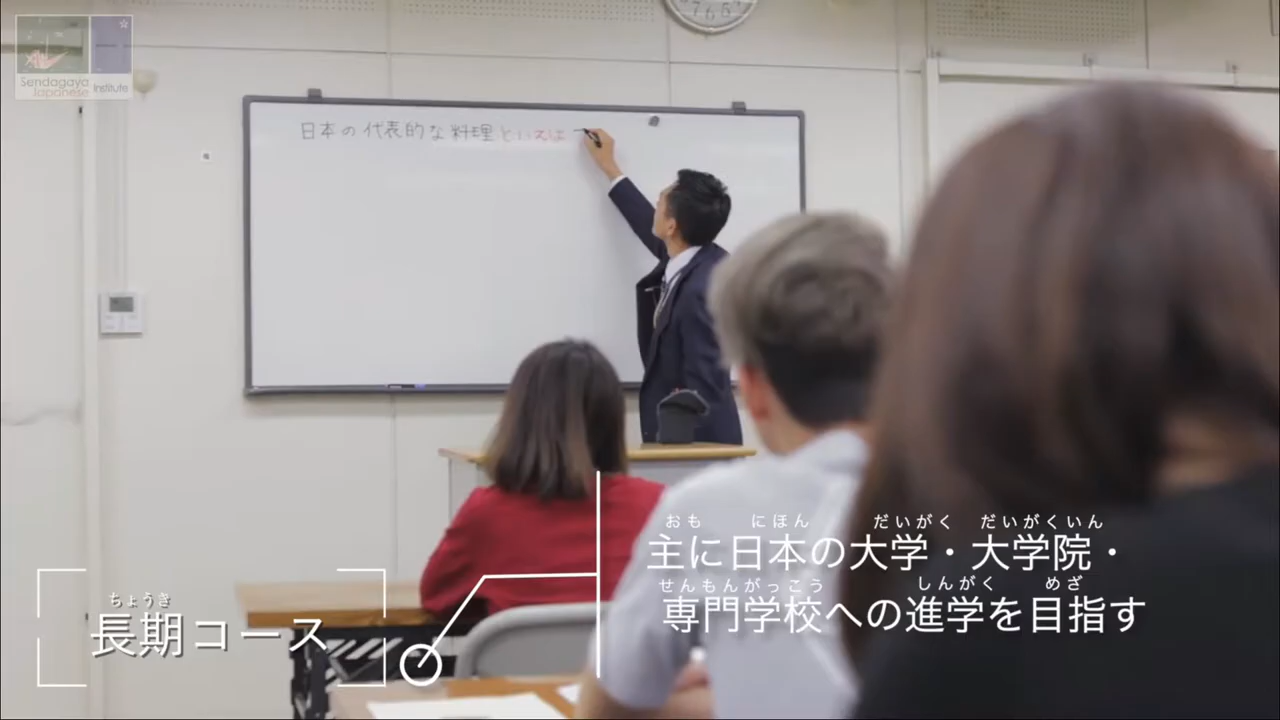 Sendagaya
Japanese Institute
日本の代表的な料理といえば
ちょうき
長期コース
おも にほん だいがく だいがくいん
主に日本の大学・大学院・
せんもんがっこう しんがく めざ
専門学校への進学を目指す